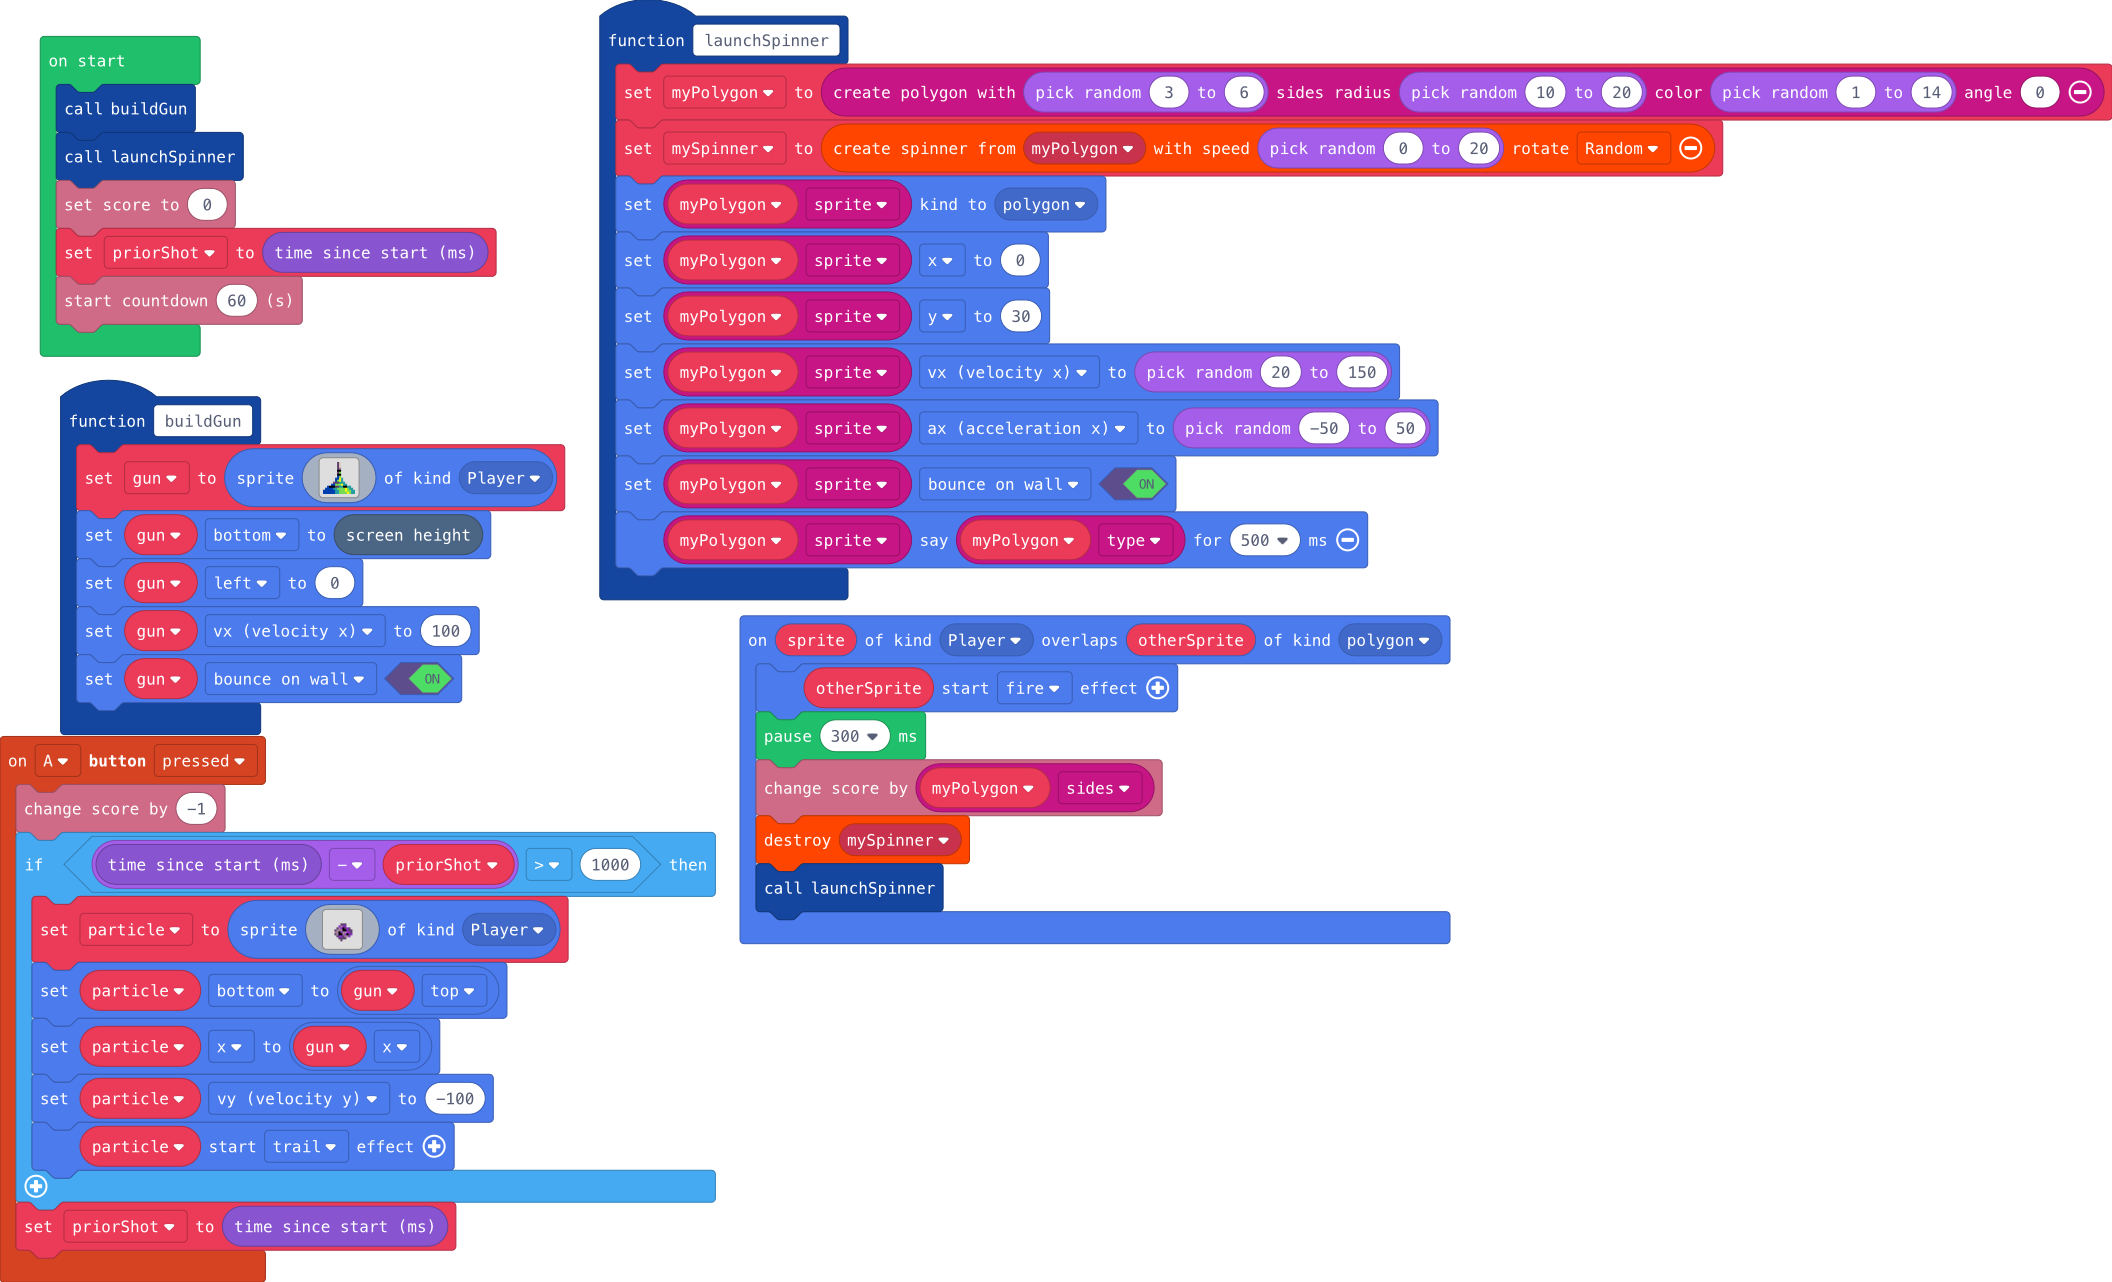 on start
call buildGun
call launchSpinner
set score to 0
set priorShot to time since start (ms)
start countdown 60 (s)
function buildGun
set gun to sprite of kind Player
set gun bottom to screen height
set gun left to 0
set gun vx (velocity x) to 100
set gun bounce on wall ON
on A button pressed
change score by −1
if time since start (ms) - priorShot > 1000 then
set particle to sprite of kind Player
set particle bottom to gun top
set particle x to gun x
set particle vy (velocity y) to −100
particle start trail effect
set priorShot to time since start (ms)
function launchSpinner
set myPolygon to create polygon with pick random 3 to 6 sides radius pick random 10 to 20 color pick random 1 to 14 angle 0
set mySpinner to create spinner from myPolygon with speed pick random 0 to 20 rotate Random
set myPolygon sprite kind to polygon
set myPolygon sprite x to 0
set myPolygon sprite y to 30
set myPolygon sprite vx (velocity x) to pick random 20 to 150
set myPolygon sprite ax (acceleration x) to pick random −50 to 50
set myPolygon sprite bounce on wall ON
myPolygon sprite say myPolygon type for 500 ms
on sprite of kind Player overlaps otherSprite of kind polygon
otherSprite start fire effect
pause 300 ms
change score by myPolygon sides
destroy mySpinner
call launchSpinner